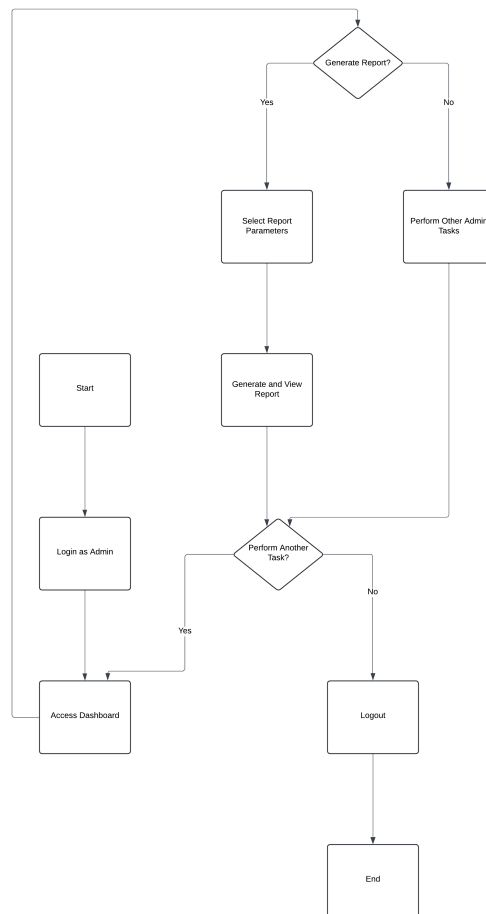 Generate Report?
Yes
No
Select Report
Parameters
Perform Other Admin
Tasks
Start
Generate and View
Report
Login as Admin
Perform Another
Task?
No
Yes
Access Dashboard
Logout
End